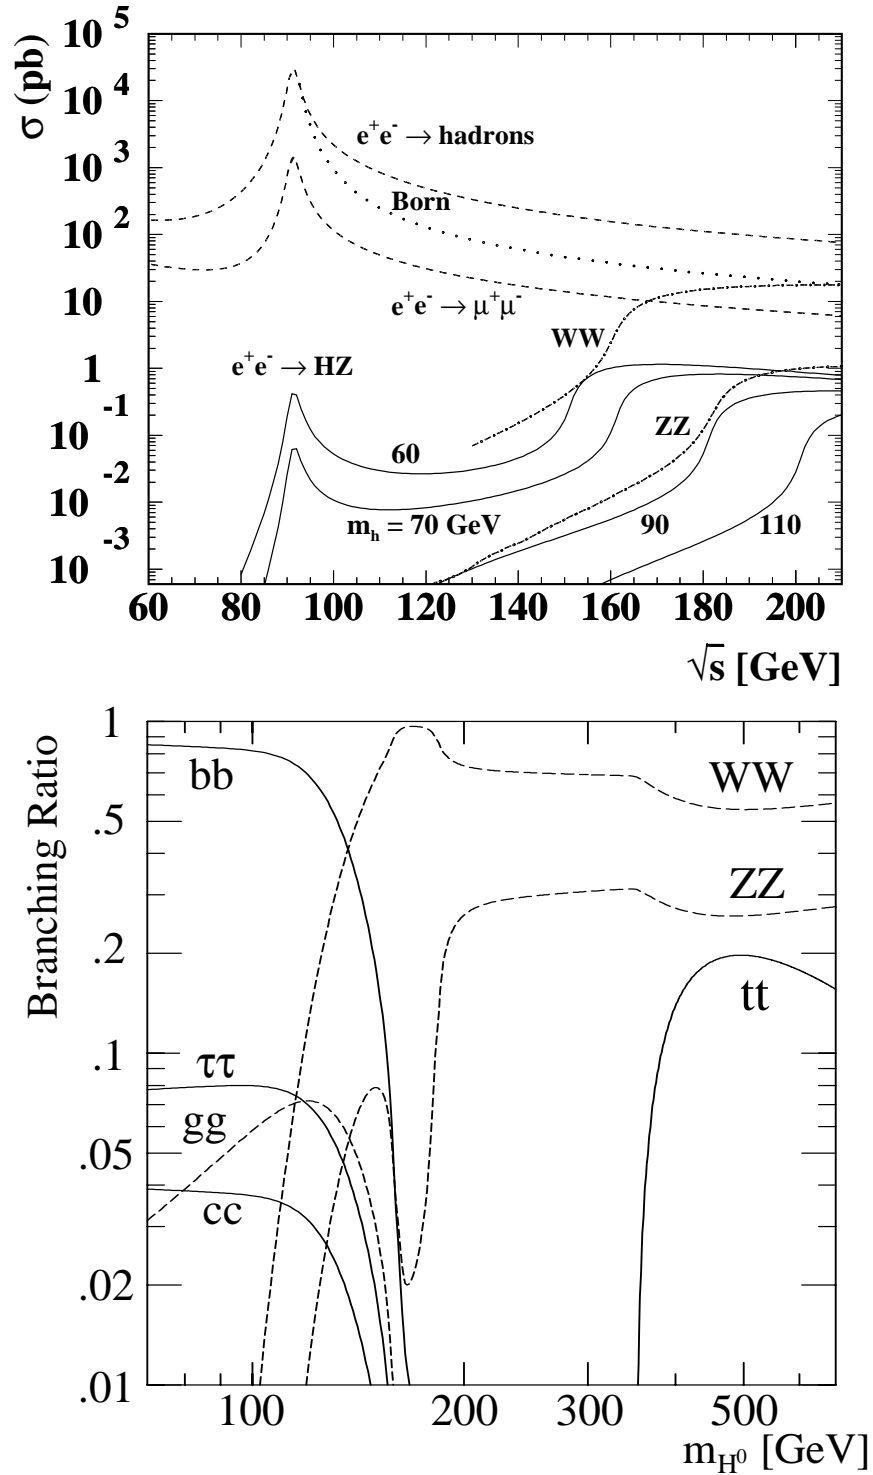 σ (pb)
10 5
10 4
10 3
10 2
10
1
10 -1
10 -2
10 -3
e+e- → hadrons
Born
e+e- → μ+μ-
WW
e+e- → HZ
ZZ
60
m_h = 70 GeV
90
110
60 80 100 120 140 160 180 200
√s [GeV]
Branching Ratio
1
.5
.2
.1
.05
.02
.01
bb
WW
ZZ
tt
ττ
gg
cc
100 200 300 500
m_H⁰ [GeV]